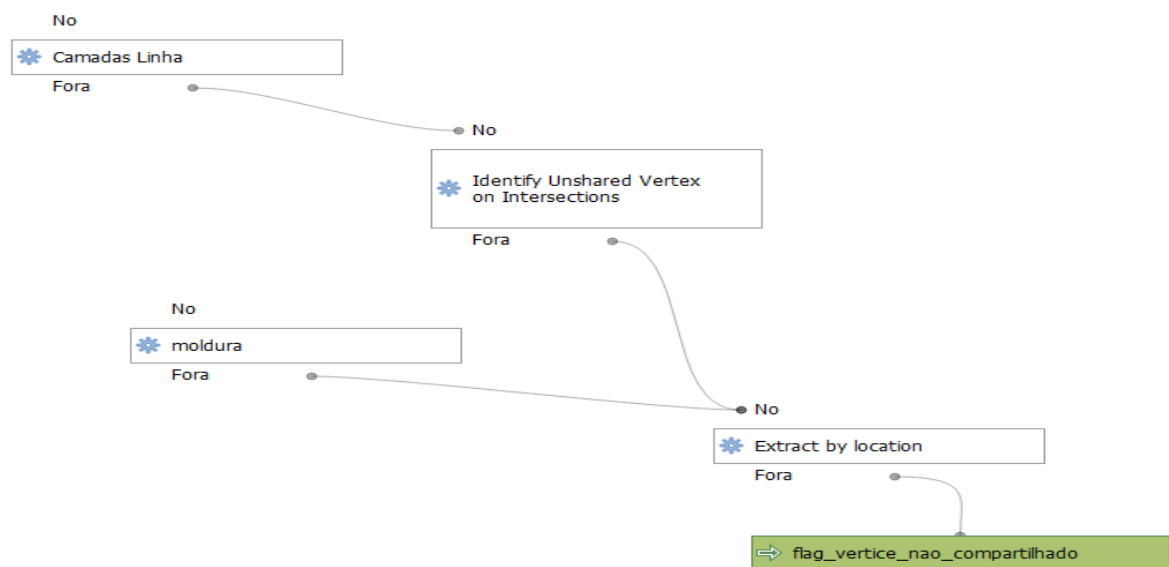 No
Camadas Linha
Fora
No
Identify Unshared Vertex
on Intersections
Fora
No
moldura
Fora
No
Extract by location
Fora
flag_vertice_nao_compartilhado